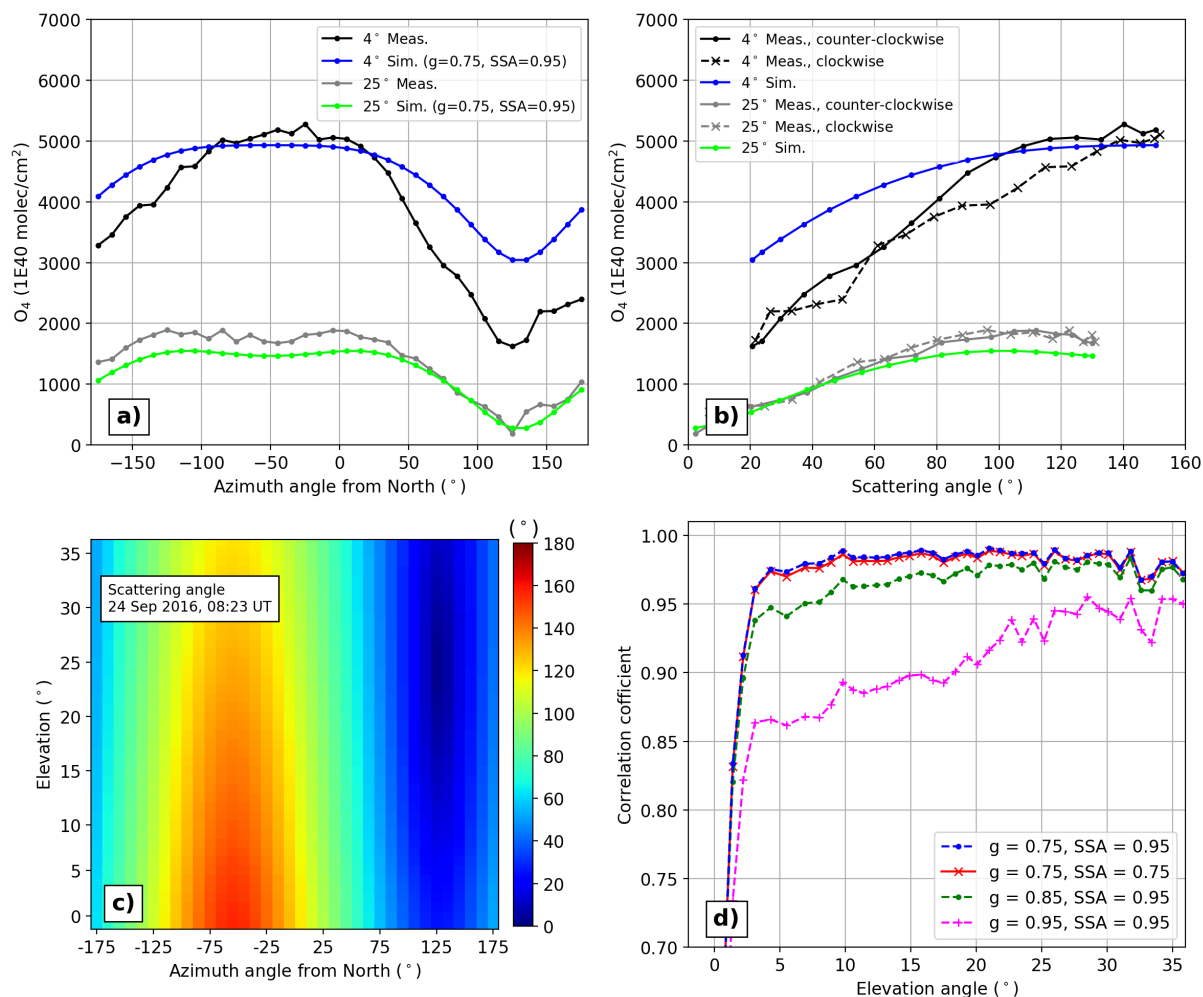 7000
6000
5000
4000
3000
2000
1000
0
O₄ (1E40 molec/cm²)
−150 −100 −50 0 50 100 150
Azimuth angle from North (°)
4° Meas.
4° Sim. (g=0.75, SSA=0.95)
25° Meas.
25° Sim. (g=0.75, SSA=0.95)
a)
7000
6000
5000
4000
3000
2000
1000
0
O₄ (1E40 molec/cm²)
0 20 40 60 80 100 120 140 160
Scattering angle (°)
4° Meas., counter-clockwise
4° Meas., clockwise
4° Sim.
25° Meas., counter-clockwise
25° Meas., clockwise
25° Sim.
b)
35
30
25
20
15
10
5
0
Elevation (°)
-175 -125 -75 -25 25 75 125 175
Azimuth angle from North (°)
Scattering angle
24 Sep 2016, 08:23 UT
c)
(°)
180
160
140
120
100
80
60
40
20
0
1.00
0.95
0.90
0.85
0.80
0.75
0.70
Correlation cofficient
0 5 10 15 20 25 30 35
Elevation angle (°)
g = 0.75, SSA = 0.95
g = 0.75, SSA = 0.75
g = 0.85, SSA = 0.95
g = 0.95, SSA = 0.95
d)